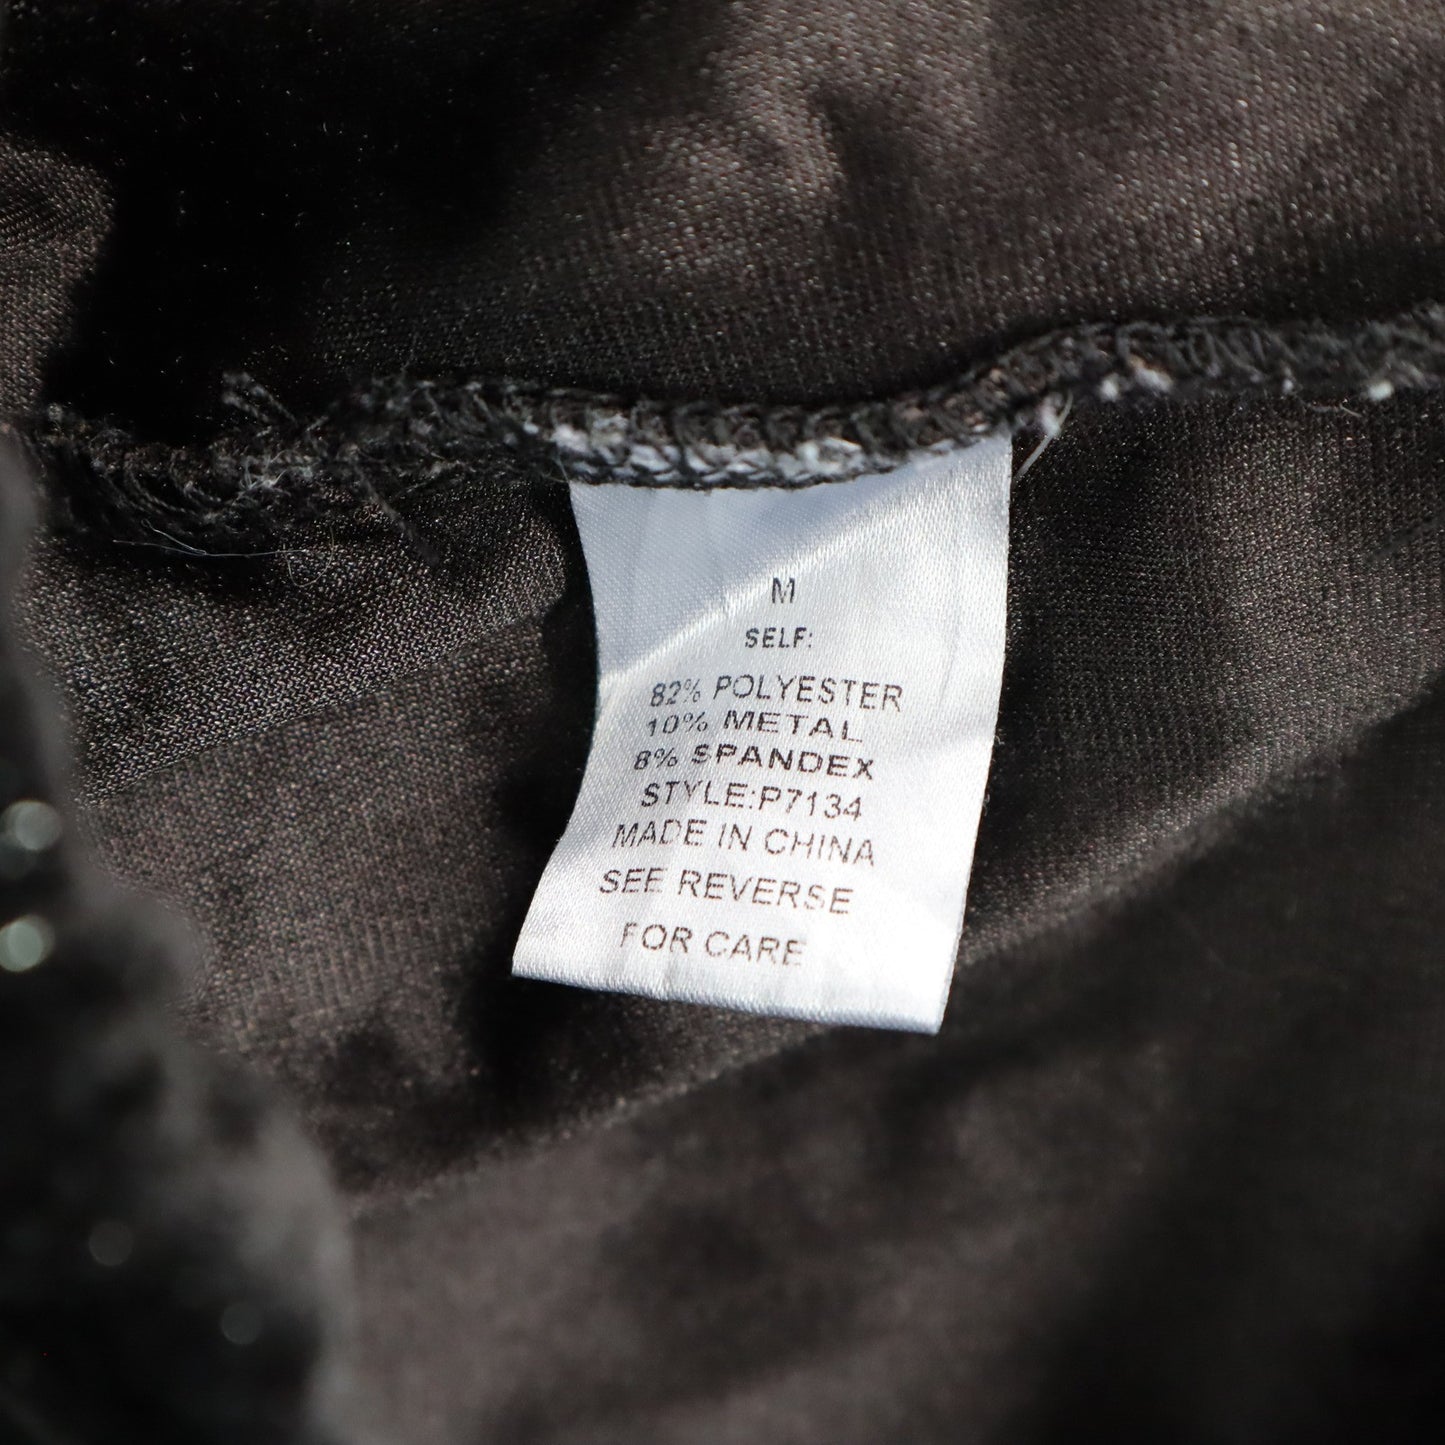 M
SELF:
82% POLYESTER
10% METAL
8% SPANDEX
STYLE:P7134
MADE IN CHINA
SEE REVERSE
FOR CARE